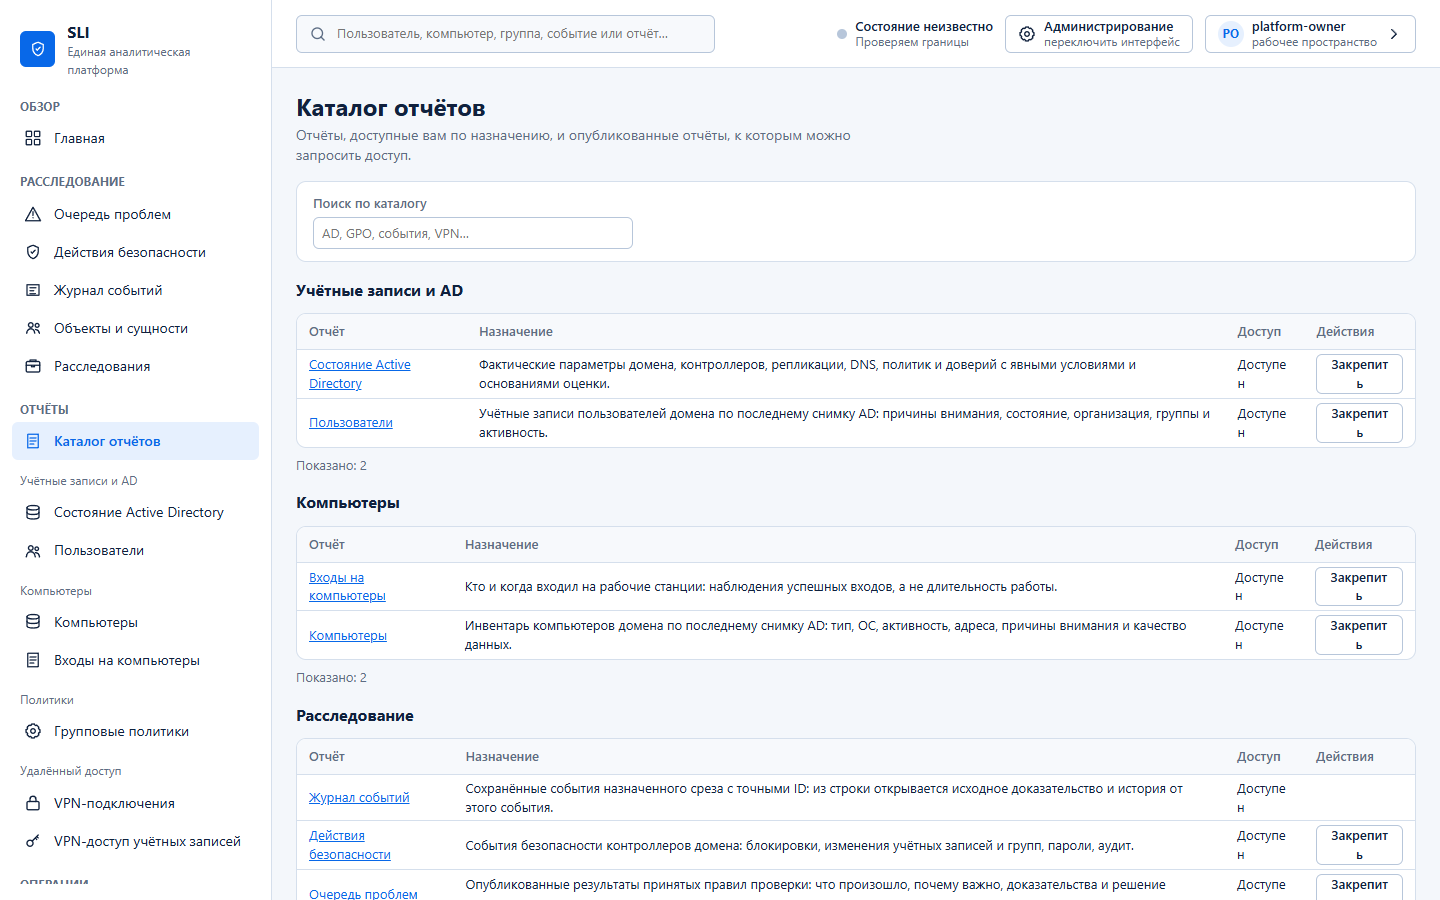 SLI
Единая аналитическая
платформа
ОБЗОР
Главная
РАССЛЕДОВАНИЕ
Очередь проблем
Действия безопасности
Журнал событий
Объекты и сущности
Расследования
ОТЧЁТЫ
Каталог отчётов
Учётные записи и AD
Состояние Active Directory
Пользователи
Компьютеры
Компьютеры
Входы на компьютеры
Политики
Групповые политики
Удалённый доступ
VPN-подключения
VPN-доступ учётных записей
ОПЕРАЦИИ
Пользователь, компьютер, группа, событие или отчёт...
Состояние неизвестно
Проверяем границы
Администрирование
переключить интерфейс
PO
platform-owner
рабочее пространство
Каталог отчётов
Отчёты, доступные вам по назначению, и опубликованные отчёты, к которым можно
запросить доступ.
Поиск по каталогу
AD, GPO, события, VPN...
Учётные записи и AD
Отчёт Назначение Доступ Действия
Состояние Active
Directory
Фактические параметры домена, контроллеров, репликации, DNS, политик и доверий с явными условиями и
основаниями оценки.
Доступе
н
Закрепит
ь
Пользователи
Учётные записи пользователей домена по последнему снимку AD: причины внимания, состояние, организация, группы и
активность.
Доступе
н
Закрепит
ь
Показано: 2
Компьютеры
Отчёт Назначение Доступ Действия
Входы на
компьютеры
Кто и когда входил на рабочие станции: наблюдения успешных входов, а не длительность работы.
Доступе
н
Закрепит
ь
Компьютеры
Инвентарь компьютеров домена по последнему снимку AD: тип, ОС, активность, адреса, причины внимания и качество
данных.
Доступе
н
Закрепит
ь
Показано: 2
Расследование
Отчёт Назначение Доступ Действия
Журнал событий
Сохранённые события назначенного среза с точными ID: из строки открывается исходное доказательство и история от
этого события.
Доступе
н
Действия
безопасности
События безопасности контроллеров домена: блокировки, изменения учётных записей и групп, пароли, аудит.
Доступе
н
Закрепит
ь
Очередь проблем
Опубликованные результаты принятых правил проверки: что произошло, почему важно, доказательства и решение
Доступе
Закрепит